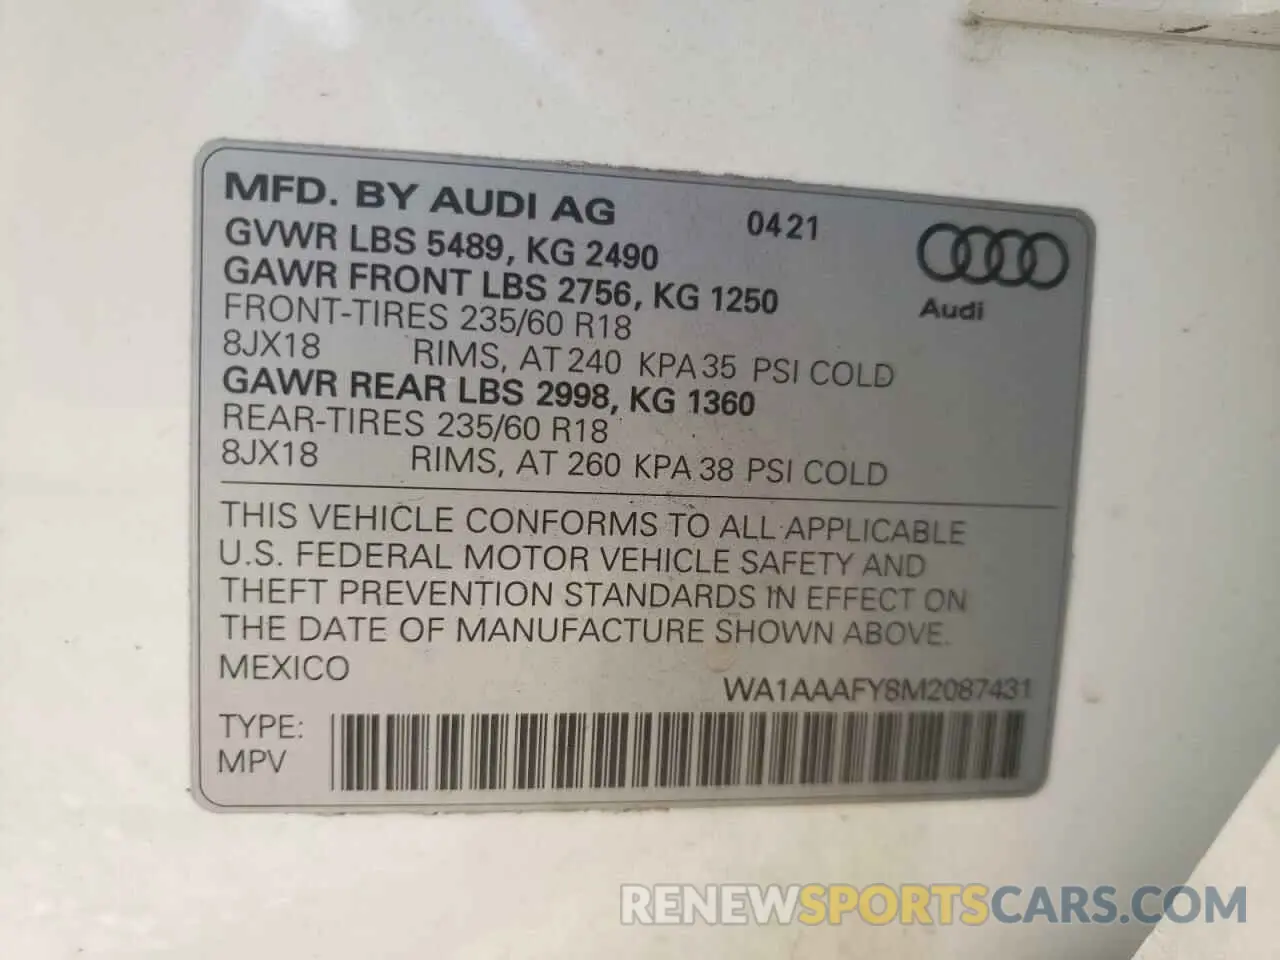 MFD. BY AUDI AG 0421
GVWR LBS 5489, KG 2490
GAWR FRONT LBS 2756, KG 1250
Audi
FRONT-TIRES 235/60 R18
8JX18 RIMS, AT 240 KPA 35 PSI COLD
GAWR REAR LBS 2998, KG 1360
REAR-TIRES 235/60 R18
8JX18 RIMS, AT 260 KPA 38 PSI COLD
THIS VEHICLE CONFORMS TO ALL APPLICABLE
U.S. FEDERAL MOTOR VEHICLE SAFETY AND
THEFT PREVENTION STANDARDS IN EFFECT ON
THE DATE OF MANUFACTURE SHOWN ABOVE.
MEXICO
WA1AAAFY8M2087431
TYPE:
MPV
RENEWSPORTSCARS.COM